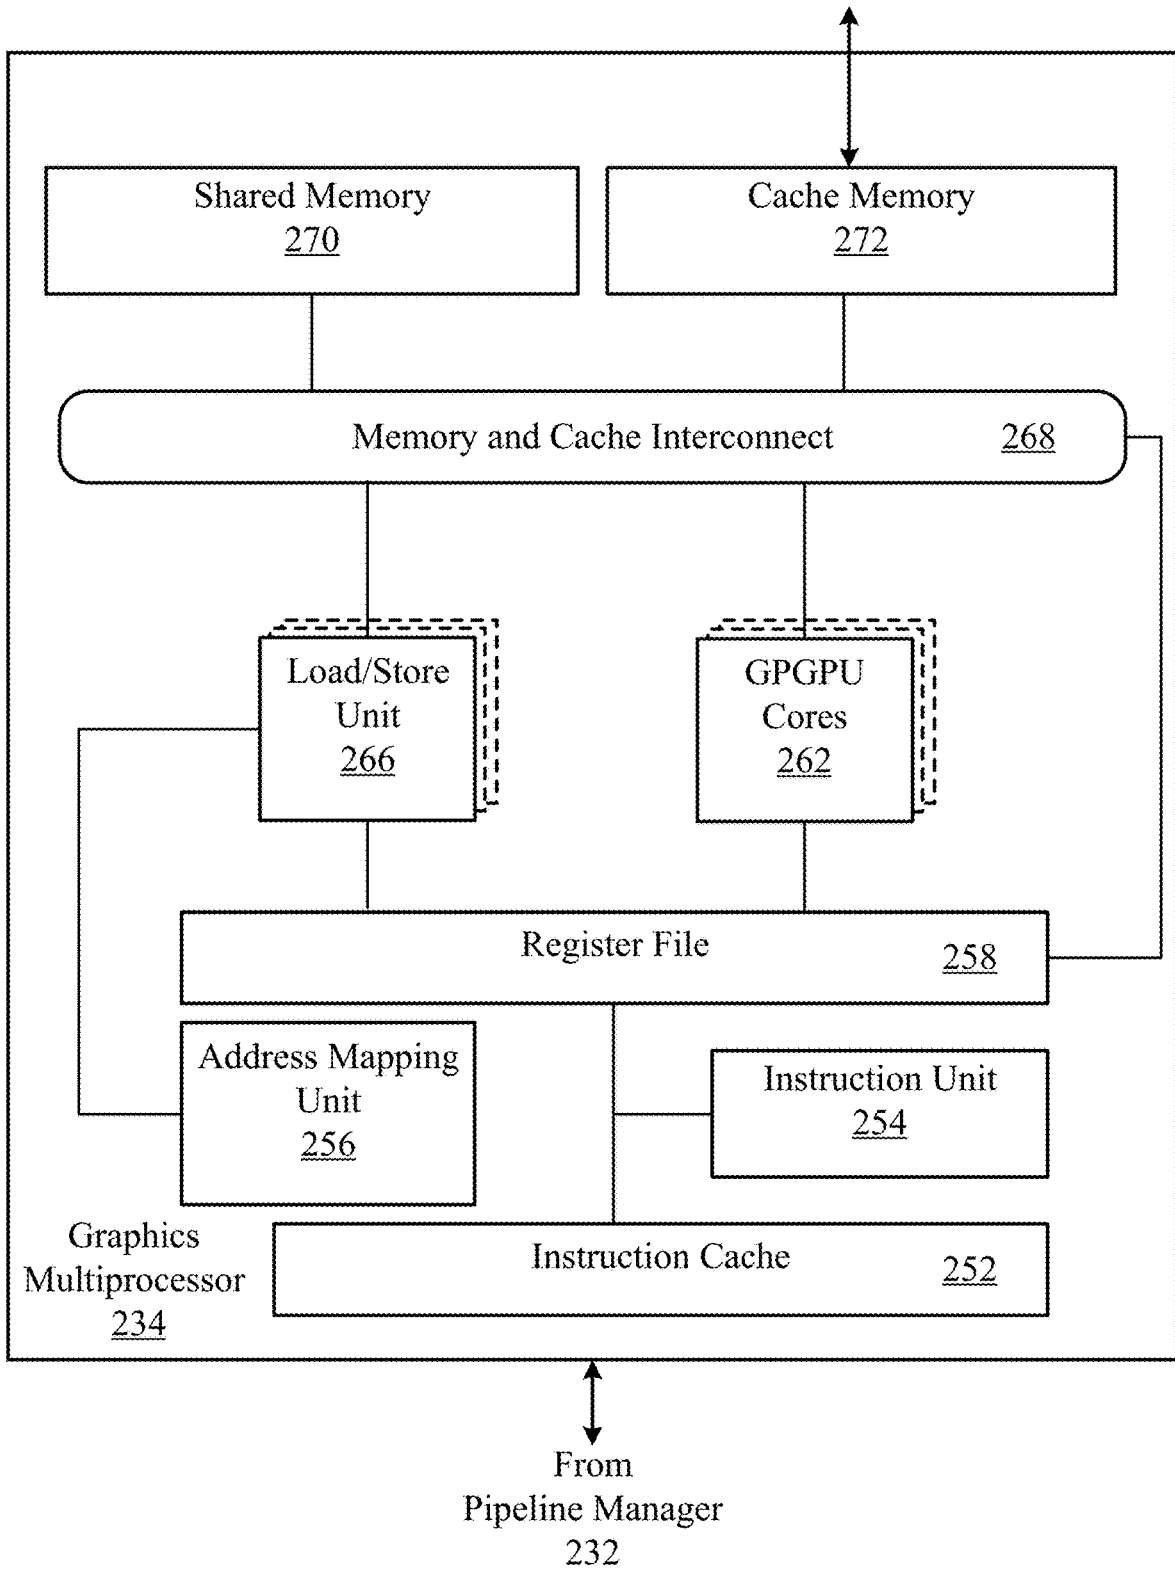 Shared Memory
270
Cache Memory
272
Memory and Cache Interconnect 268
Load/Store
Unit
266
GPGPU
Cores
262
Register File 258
Address Mapping
Unit
256
Instruction Unit
254
Graphics
Multiprocessor
234
Instruction Cache 252
From
Pipeline Manager
232